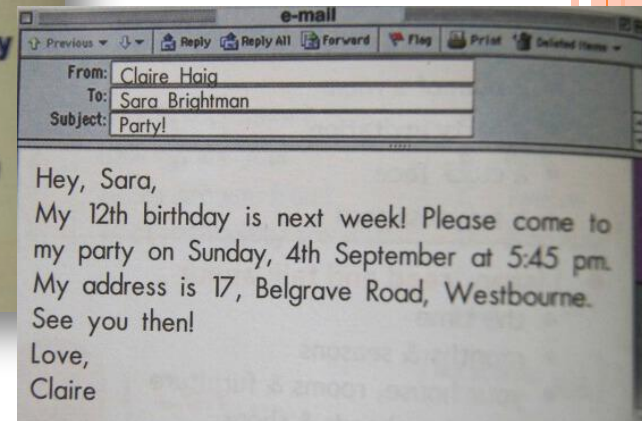 y
e-mail
Previous Reply Reply All Forward Flag Print Deleted Items
From: Claire Haig
To: Sara Brightman
Subject: Party!
Hey, Sara,
My 12th birthday is next week! Please come to
my party on Sunday, 4th September at 5:45 pm.
My address is 17, Belgrave Road, Westbourne.
See you then!
Love,
Claire